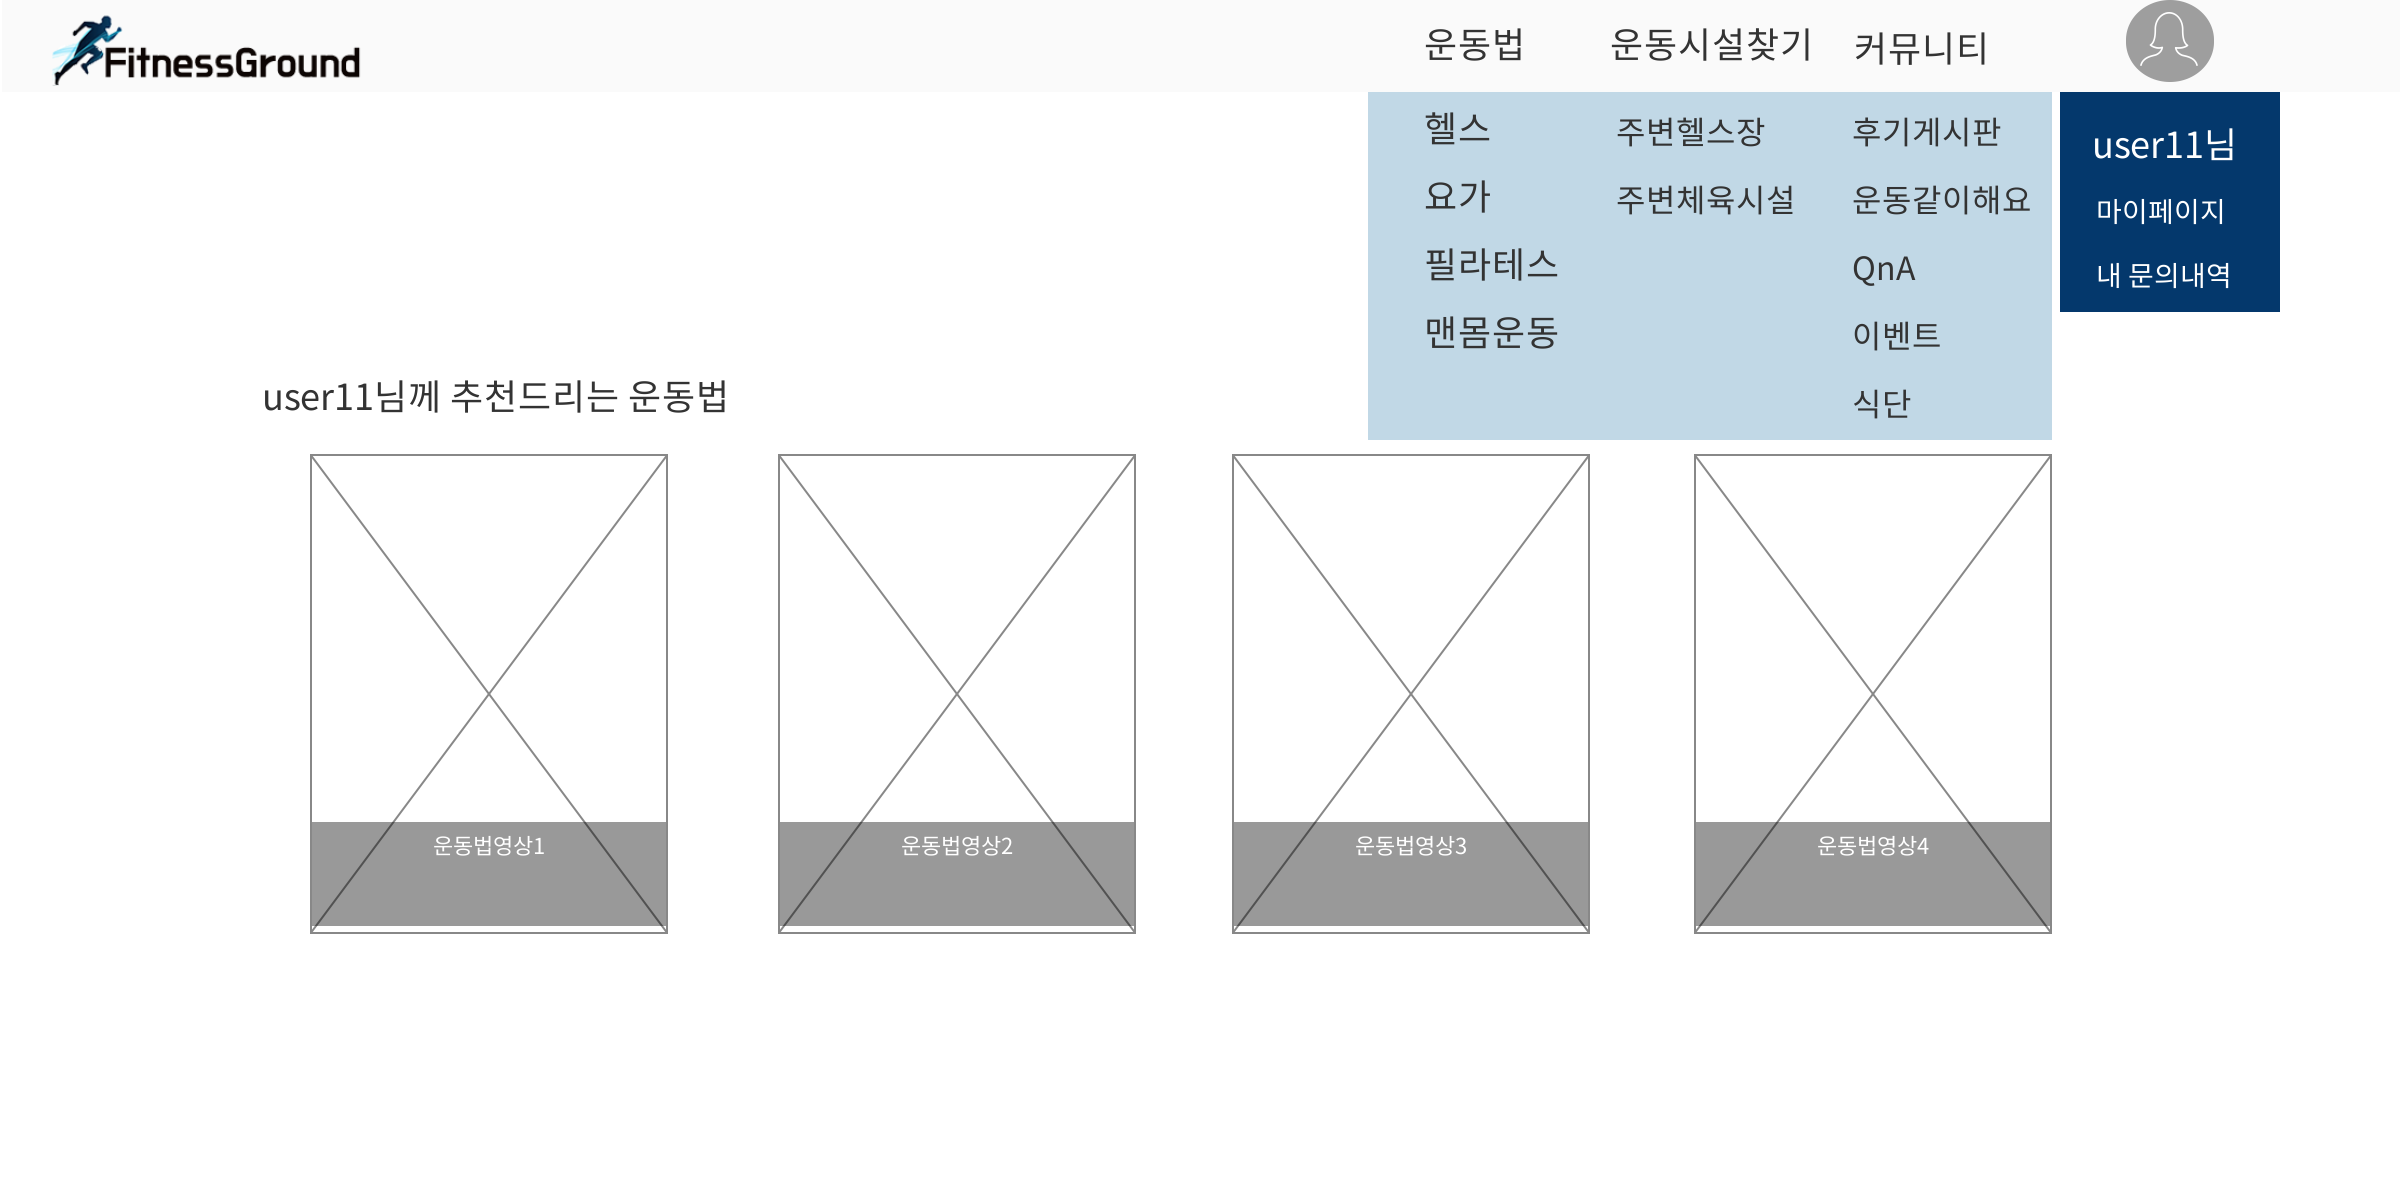 FitnessGround
운동법 운동시설찾기 커뮤니티
헬스 주변헬스장 후기게시판
요가 주변체육시설 운동같이해요
필라테스 QnA
맨몸운동 이벤트
식단
user11님
마이페이지
내 문의내역
user11님께 추천드리는 운동법
운동법영상1
운동법영상2
운동법영상3
운동법영상4